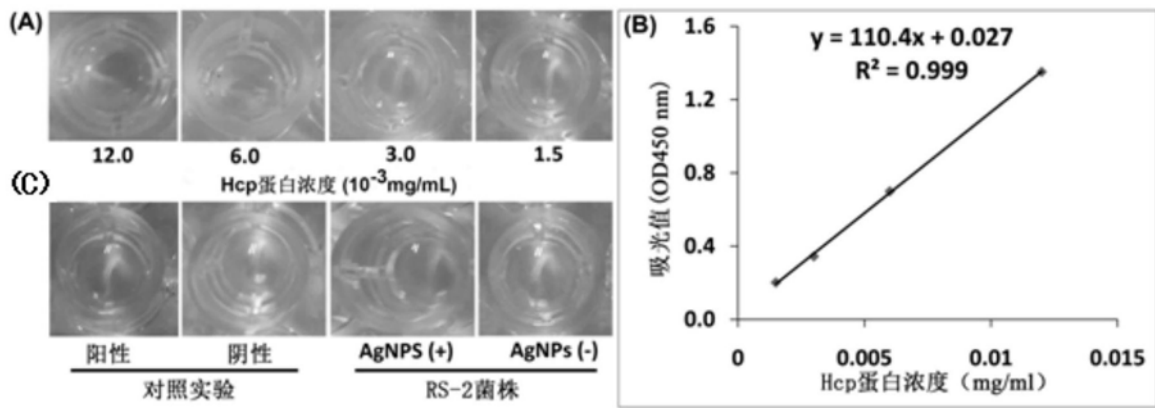 (A)
12.0 6.0 3.0 1.5
Hcp蛋白浓度 (10⁻³mg/mL)
(C)
阳性 阴性 AgNPS (+) AgNPs (-)
对照实验 RS-2菌株
(B)
y = 110.4x + 0.027
R² = 0.999
吸光值(OD450 nm)
1.6
1.2
0.8
0.4
0.0
0 0.005 0.01 0.015
Hcp蛋白浓度（mg/ml）